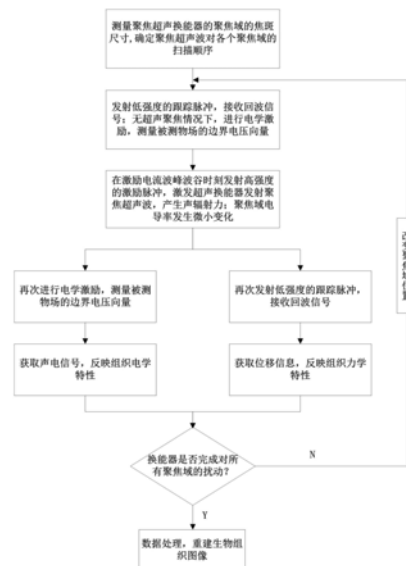 测量聚焦超声换能器的聚焦域的焦斑
尺寸,确定聚焦超声波对各个聚焦域的
扫描顺序
发射低强度的跟踪脉冲，接收回波信
号；无超声聚焦情况下，进行电学激
励，测量被测物场的边界电压向量
在激励电流波峰波谷时刻发射高强度
的激励脉冲，激发超声换能器发射聚
焦超声波，产生声辐射力；聚焦域电
导率发生微小变化
再次进行电学激励，测量被测
物场的边界电压向量
再次发射低强度的跟踪脉冲，
接收回波信号
获取声电信号，反映组织电学
特性
获取位移信息，反映组织力学
特性
换能器是否完成对所
有聚焦域的扰动？
N
Y
数据处理，重建生物组
织图像